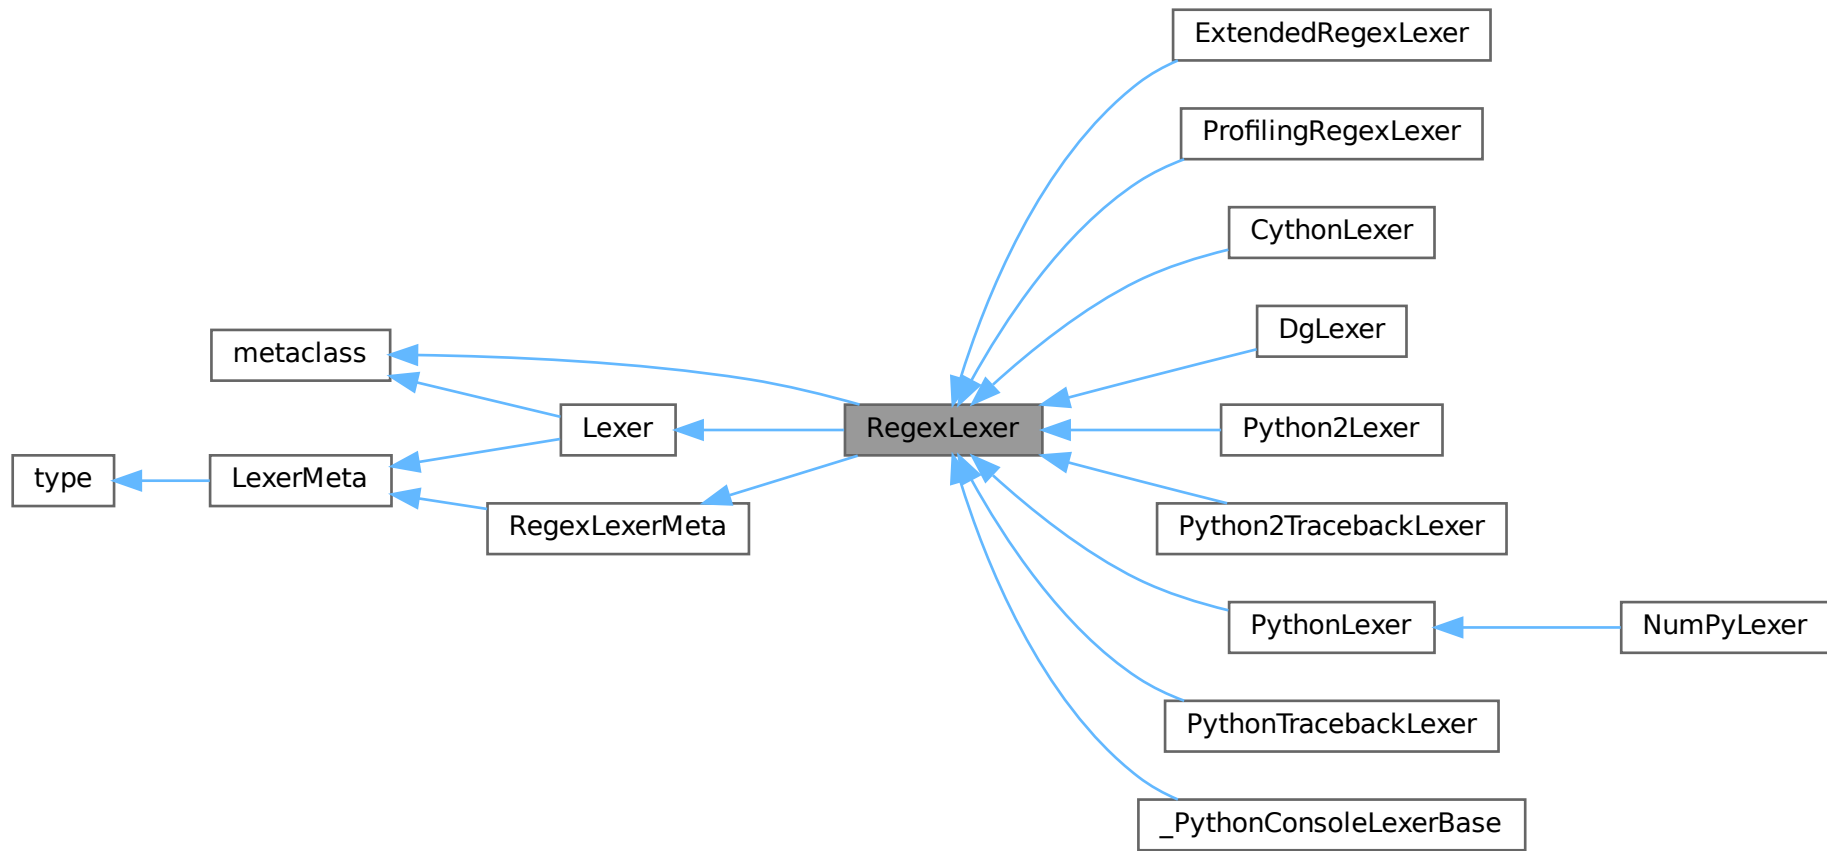 ExtendedRegexLexer
ProfilingRegexLexer
CythonLexer
DgLexer
metaclass
Lexer
RegexLexer
Python2Lexer
type
LexerMeta
RegexLexerMeta
Python2TracebackLexer
PythonLexer
NumPyLexer
PythonTracebackLexer
_PythonConsoleLexerBase